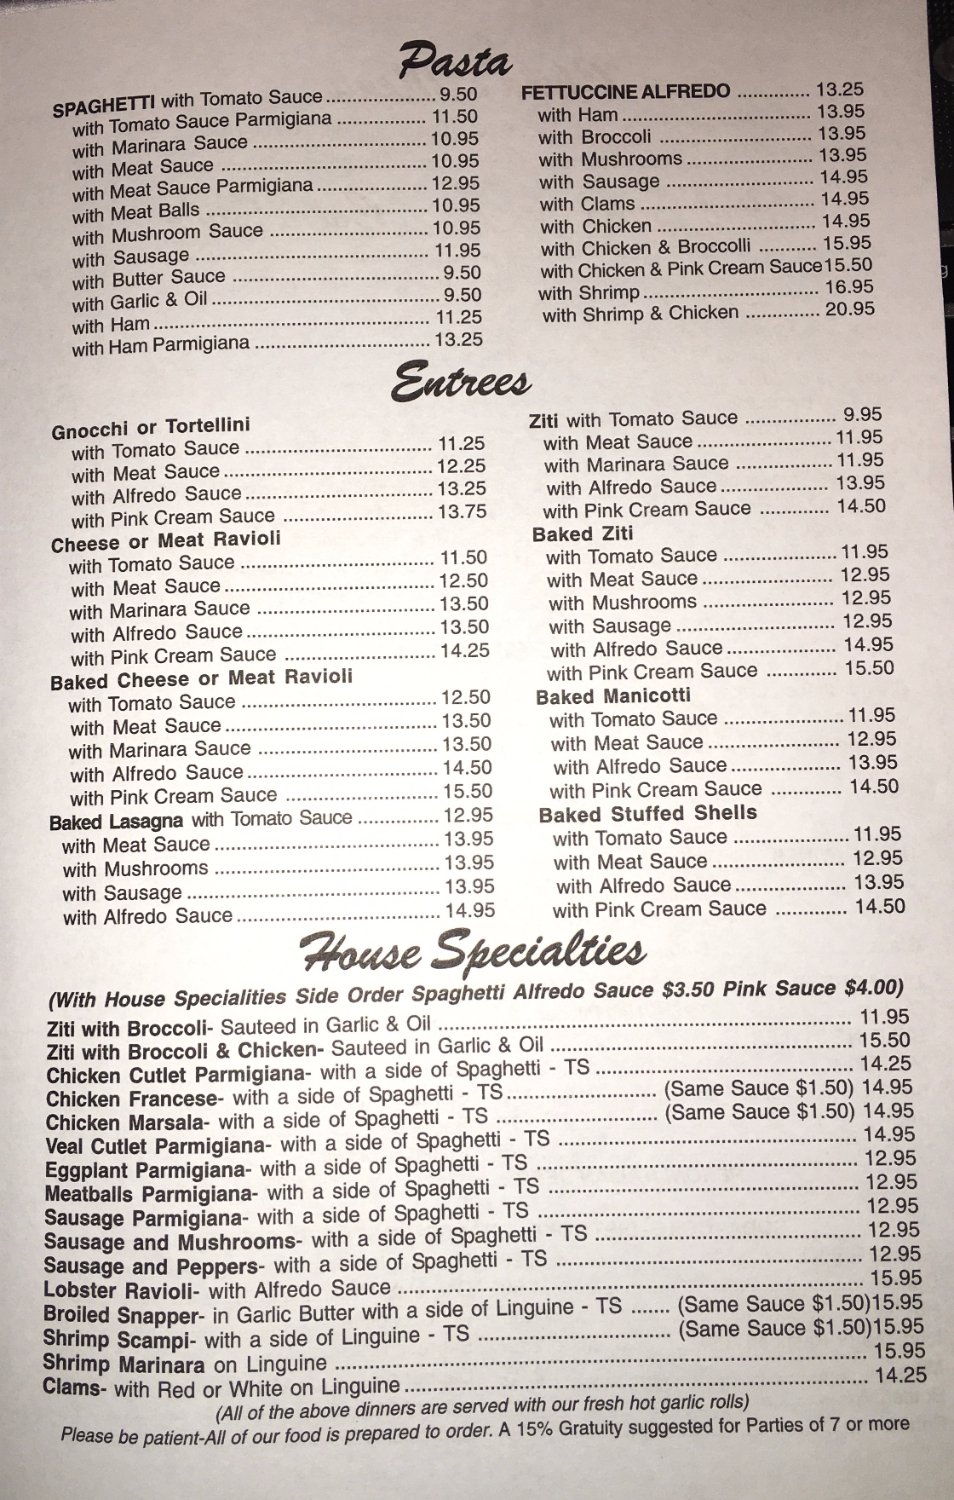 Pasta
SPAGHETTI with Tomato Sauce .................... 9.50
with Tomato Sauce Parmigiana ................ 11.50
with Marinara Sauce ................................ 10.95
with Meat Sauce ...................................... 10.95
with Meat Sauce Parmigiana .................... 12.95
with Meat Balls ......................................... 10.95
with Mushroom Sauce ............................. 10.95
with Sausage ........................................... 11.95
with Butter Sauce ...................................... 9.50
with Garlic & Oil .......................................... 9.50
with Ham ................................................... 11.25
with Ham Parmigiana ................................ 13.25
FETTUCCINE ALFREDO ............. 13.25
with Ham ................................... 13.95
with Broccoli ............................ 13.95
with Mushrooms ....................... 13.95
with Sausage ........................... 14.95
with Clams ................................ 14.95
with Chicken ............................. 14.95
with Chicken & Broccolli ........... 15.95
with Chicken & Pink Cream Sauce15.50
with Shrimp ................................ 16.95
with Shrimp & Chicken .............. 20.95
Entrees
Gnocchi or Tortellini
with Tomato Sauce .................................. 11.25
with Meat Sauce ...................................... 12.25
with Alfredo Sauce .................................. 13.25
with Pink Cream Sauce ........................... 13.75
Cheese or Meat Ravioli
with Tomato Sauce ................................... 11.50
with Meat Sauce ...................................... 12.50
with Marinara Sauce ................................ 13.50
with Alfredo Sauce .................................. 13.50
with Pink Cream Sauce ........................... 14.25
Baked Cheese or Meat Ravioli
with Tomato Sauce ................................... 12.50
with Meat Sauce ...................................... 13.50
with Marinara Sauce ................................ 13.50
with Alfredo Sauce .................................. 14.50
with Pink Cream Sauce ........................... 15.50
Baked Lasagna with Tomato Sauce ............... 12.95
with Meat Sauce ........................................ 13.95
with Mushrooms ........................................ 13.95
with Sausage ............................................. 13.95
with Alfredo Sauce ..................................... 14.95
Ziti with Tomato Sauce ................. 9.95
with Meat Sauce ........................ 11.95
with Marinara Sauce .................. 11.95
with Alfredo Sauce .................... 13.95
with Pink Cream Sauce ............. 14.50
Baked Ziti
with Tomato Sauce ..................... 11.95
with Meat Sauce ........................ 12.95
with Mushrooms ........................ 12.95
with Sausage ............................. 12.95
with Alfredo Sauce .................... 14.95
with Pink Cream Sauce ............. 15.50
Baked Manicotti
with Tomato Sauce ...................... 11.95
with Meat Sauce ........................ 12.95
with Alfredo Sauce .................... 13.95
with Pink Cream Sauce ............. 14.50
Baked Stuffed Shells
with Tomato Sauce .................... 11.95
with Meat Sauce ........................ 12.95
with Alfredo Sauce .................... 13.95
with Pink Cream Sauce ............. 14.50
House Specialties
(With House Specialities Side Order Spaghetti Alfredo Sauce $3.50 Pink Sauce $4.00)
Ziti with Broccoli- Sauteed in Garlic & Oil .......................................................................... 11.95
Ziti with Broccoli & Chicken- Sauteed in Garlic & Oil ...................................................... 15.50
Chicken Cutlet Parmigiana- with a side of Spaghetti - TS ............................................... 14.25
Chicken Francese- with a side of Spaghetti - TS ........................... (Same Sauce $1.50) 14.95
Chicken Marsala- with a side of Spaghetti - TS ............................. (Same Sauce $1.50) 14.95
Veal Cutlet Parmigiana- with a side of Spaghetti - TS ...................................................... 14.95
Eggplant Parmigiana- with a side of Spaghetti - TS .......................................................... 12.95
Meatballs Parmigiana- with a side of Spaghetti - TS ........................................................ 12.95
Sausage Parmigiana- with a side of Spaghetti - TS .......................................................... 12.95
Sausage and Mushrooms- with a side of Spaghetti - TS ................................................ 12.95
Sausage and Peppers- with a side of Spaghetti - TS ....................................................... 12.95
Lobster Ravioli- with Alfredo Sauce ..................................................................................... 15.95
Broiled Snapper- in Garlic Butter with a side of Linguine - TS ....... (Same Sauce $1.50)15.95
Shrimp Scampi- with a side of Linguine - TS ................................... (Same Sauce $1.50)15.95
Shrimp Marinara on Linguine ................................................................................................ 15.95
Clams- with Red or White on Linguine .................................................................................... 14.25
(All of the above dinners are served with our fresh hot garlic rolls)
Please be patient-All of our food is prepared to order. A 15% Gratuity suggested for Parties of 7 or more